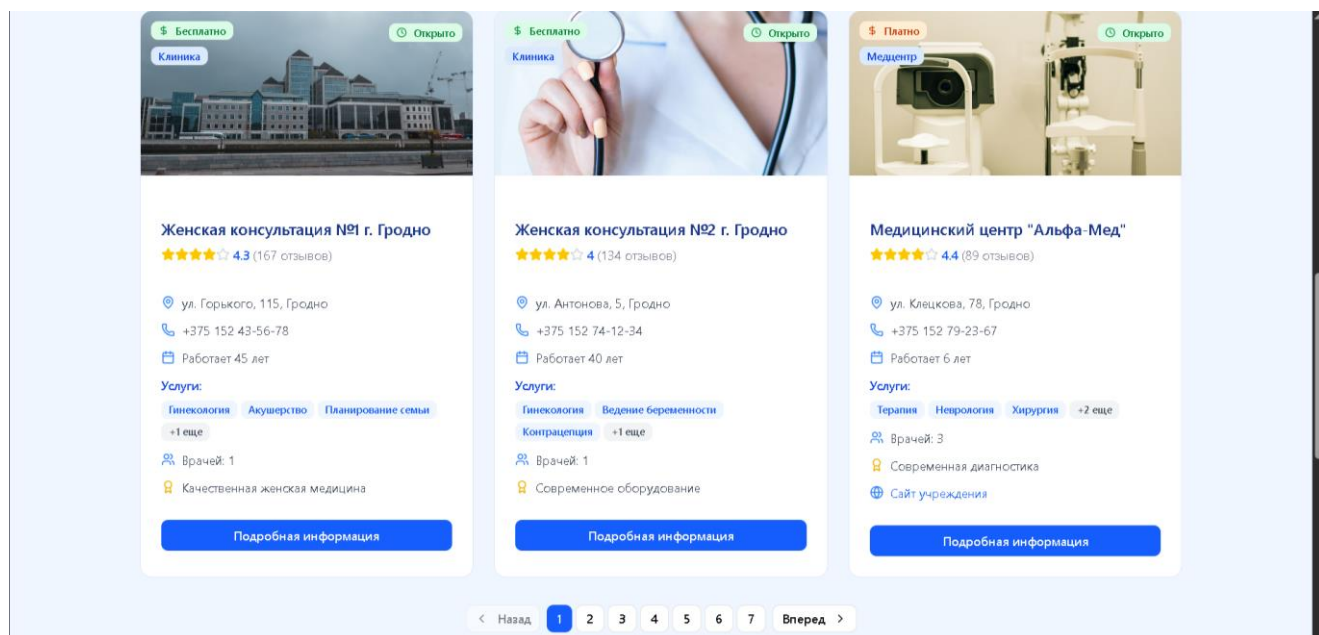 $ Бесплатно
Открыто
Клиника
Женская консультация №1 г. Гродно
4.3 (167 отзывов)
ул. Горького, 115, Гродно
+375 152 43-56-78
Работает 45 лет
Услуги:
Гинекология Акушерство Планирование семьи
+1 еще
Врачей: 1
Качественная женская медицина
Подробная информация
$ Бесплатно
Открыто
Клиника
Женская консультация №2 г. Гродно
4 (134 отзывов)
ул. Антонова, 5, Гродно
+375 152 74-12-34
Работает 40 лет
Услуги:
Гинекология Ведение беременности
Контрацепция +1 еще
Врачей: 1
Современное оборудование
Подробная информация
$ Платно
Открыто
Медцентр
Медицинский центр "Альфа-Мед"
4.4 (89 отзывов)
ул. Клецкова, 78, Гродно
+375 152 79-23-67
Работает 6 лет
Услуги:
Терапия Неврология Хирургия +2 еще
Врачей: 3
Современная диагностика
Сайт учреждения
Подробная информация
< Назад 1 2 3 4 5 6 7 Вперед >